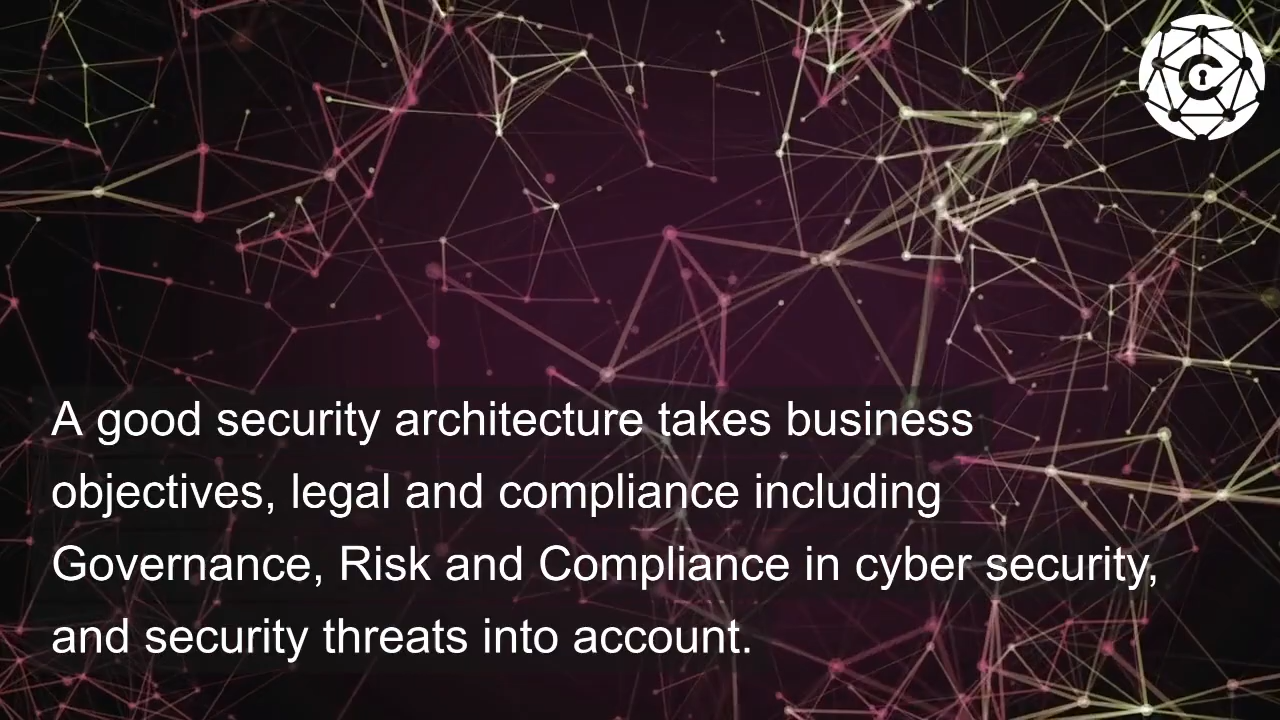 A good security architecture takes business
objectives, legal and compliance including
Governance, Risk and Compliance in cyber security,
and security threats into account.